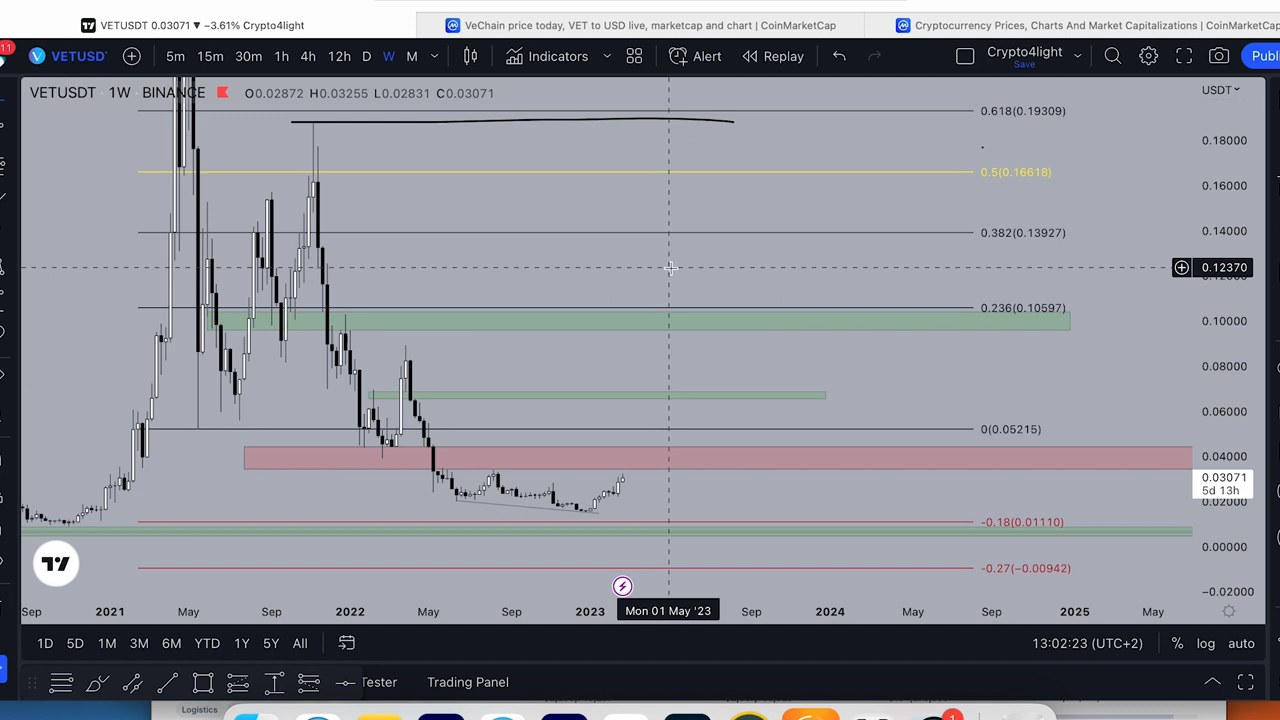 VETUSDT 0.03071 ▼ −3.61% Crypto4light
VeChain price today, VET to USD live, marketcap and chart | CoinMarketCap
Cryptocurrency Prices, Charts And Market Capitalizations | CoinMarketCap
11
VETUSD
5m 15m 30m 1h 4h 12h D W M
Indicators
Alert
Replay
Crypto4light
Save
Publ
VETUSDT 1W BINANCE O0.02872 H0.03255 L0.02831 C0.03071
USDT
0.618(0.19309)
0.18000
0.5(0.16618)
0.16000
0.382(0.13927)
0.14000
0.12370
0.236(0.10597)
0.10000
0.08000
0.06000
0(0.05215)
0.04000
0.03071
5d 13h
0.02000
-0.18(0.01110)
0.00000
-0.27(−0.00942)
−0.02000
Sep 2021 May Sep 2022 May Sep 2023 Mon 01 May '23 Sep 2024 May Sep 2025 May
1D 5D 1M 3M 6M YTD 1Y 5Y All
13:02:23 (UTC+2) % log auto
Tester Trading Panel
Logistics
1